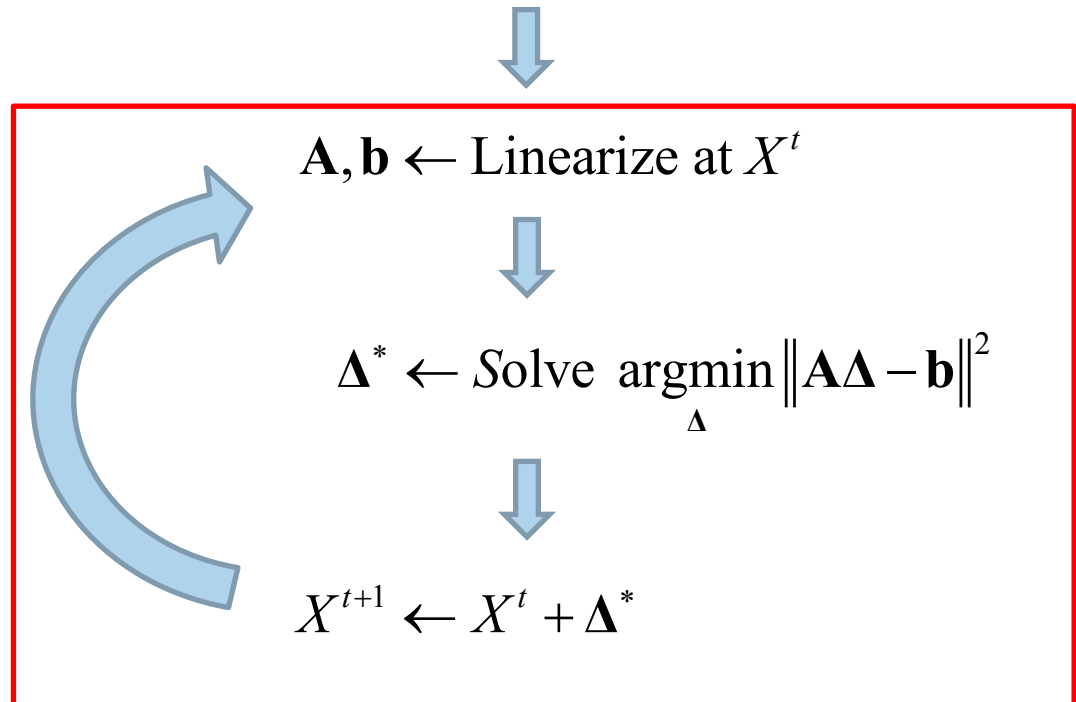 A, b ← Linearize at X^t
Δ^* ← Solve argmin ‖AΔ − b‖^2
Δ
X^{t+1} ← X^t + Δ^*